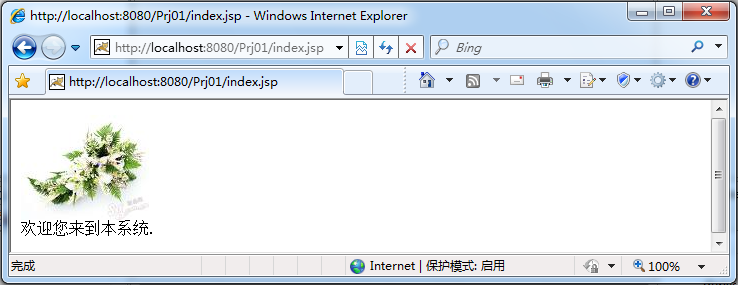 http://localhost:8080/Prj01/index.jsp - Windows Internet Explorer
http://localhost:8080/Prj01/index.jsp
Bing
http://localhost:8080/Prj01/index.jsp
欢迎您来到本系统.
完成
Internet | 保护模式: 启用
100%